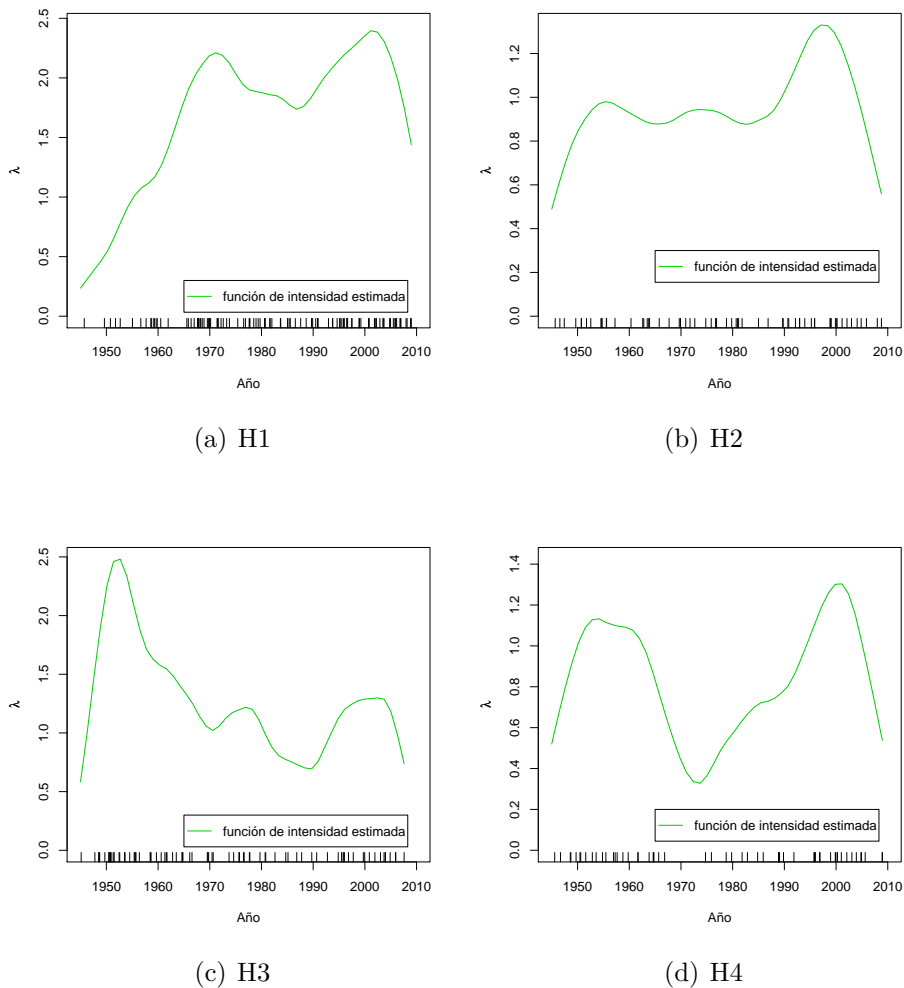 2.5
2.0
1.5
1.0
0.5
0.0
λ
función de intensidad estimada
1950 1960 1970 1980 1990 2000 2010
Año
(a) H1
1.2
1.0
0.8
0.6
0.4
0.2
0.0
λ
función de intensidad estimada
1950 1960 1970 1980 1990 2000 2010
Año
(b) H2
2.5
2.0
1.5
1.0
0.5
0.0
λ
función de intensidad estimada
1950 1960 1970 1980 1990 2000 2010
Año
(c) H3
1.4
1.2
1.0
0.8
0.6
0.4
0.2
0.0
λ
función de intensidad estimada
1950 1960 1970 1980 1990 2000 2010
Año
(d) H4